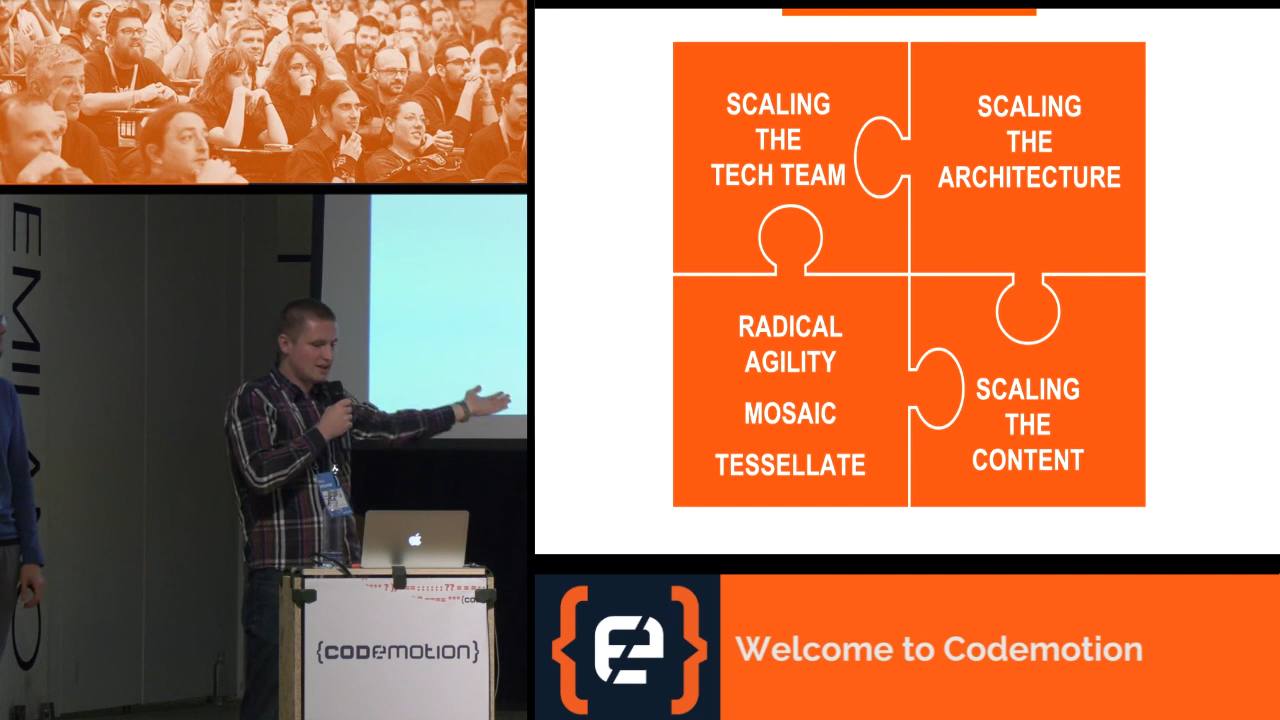 SCALING
THE
TECH TEAM
SCALING
THE
ARCHITECTURE
RADICAL
AGILITY
MOSAIC
TESSELLATE
SCALING
THE
CONTENT
{CODEMOTION}
Welcome to Codemotion